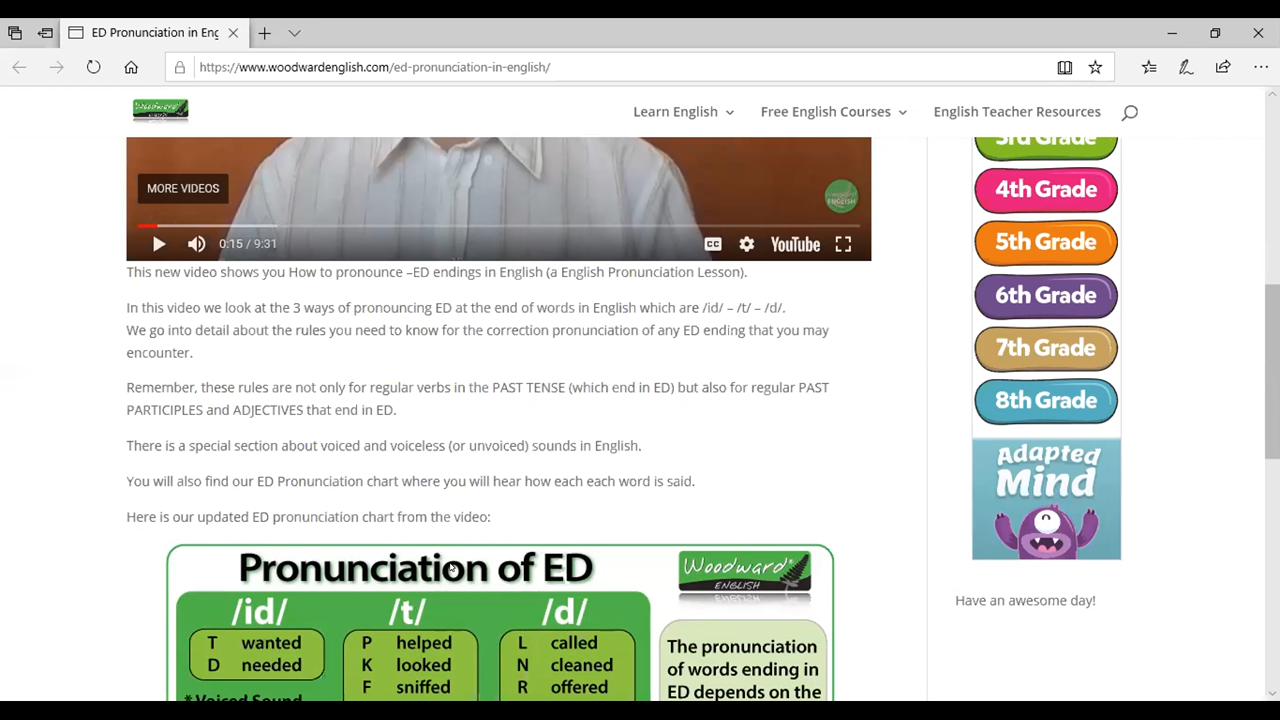 ED Pronunciation in Eng
https://www.woodwardenglish.com/ed-pronunciation-in-english/
Woodward
ENGLISH
Learn English
Free English Courses
English Teacher Resources
MORE VIDEOS
WOODWARD
ENGLISH
0:15 / 9:31
CC
YouTube
This new video shows you How to pronounce –ED endings in English (a English Pronunciation Lesson).
In this video we look at the 3 ways of pronouncing ED at the end of words in English which are /id/ – /t/ – /d/.
We go into detail about the rules you need to know for the correction pronunciation of any ED ending that you may
encounter.
Remember, these rules are not only for regular verbs in the PAST TENSE (which end in ED) but also for regular PAST
PARTICIPLES and ADJECTIVES that end in ED.
There is a special section about voiced and voiceless (or unvoiced) sounds in English.
You will also find our ED Pronunciation chart where you will hear how each each word is said.
Here is our updated ED pronunciation chart from the video:
Pronunciation of ED
Woodward®
ENGLISH
/id/ /t/ /d/
T wanted P helped L called
D needed K looked N cleaned
F sniffed R offered
* Voiced Sound
The pronunciation
of words ending in
ED depends on the
3rd Grade
4th Grade
5th Grade
6th Grade
7th Grade
8th Grade
Adapted
Mind
Have an awesome day!